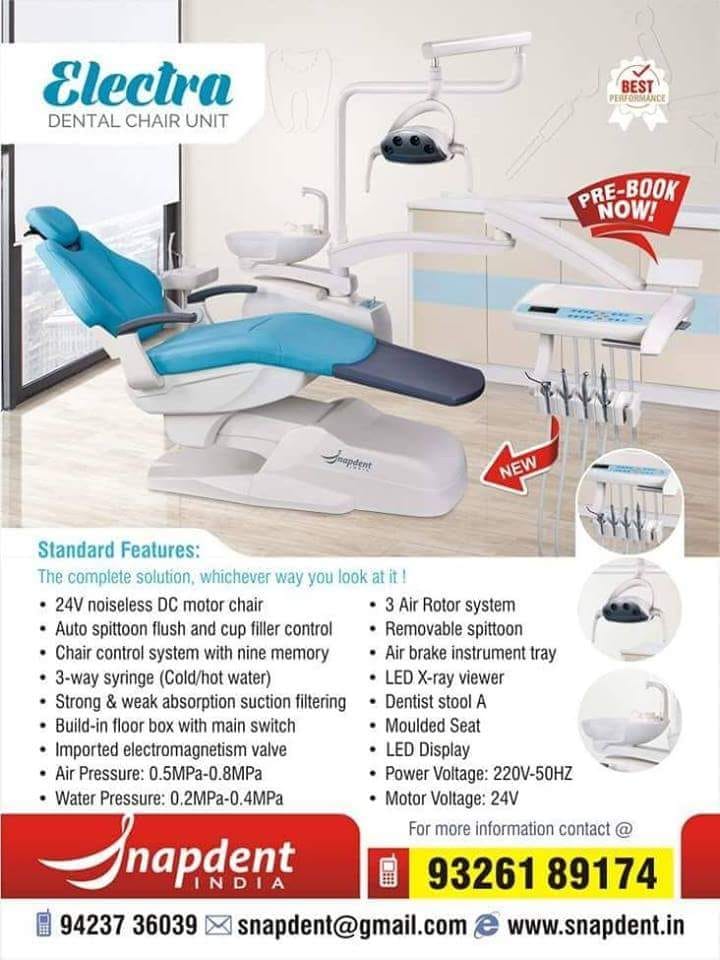 Electra
DENTAL CHAIR UNIT
BEST
PERFORMANCE
PRE-BOOK
NOW!
Snapdent
INDIA
NEW
Standard Features:
The complete solution, whichever way you look at it !
• 24V noiseless DC motor chair
• Auto spittoon flush and cup filler control
• Chair control system with nine memory
• 3-way syringe (Cold/hot water)
• Strong & weak absorption suction filtering
• Build-in floor box with main switch
• Imported electromagnetism valve
• Air Pressure: 0.5MPa-0.8MPa
• Water Pressure: 0.2MPa-0.4MPa
• 3 Air Rotor system
• Removable spittoon
• Air brake instrument tray
• LED X-ray viewer
• Dentist stool A
• Moulded Seat
• LED Display
• Power Voltage: 220V-50HZ
• Motor Voltage: 24V
For more information contact @
Snapdent
INDIA
93261 89174
94237 36039 snapdent@gmail.com www.snapdent.in